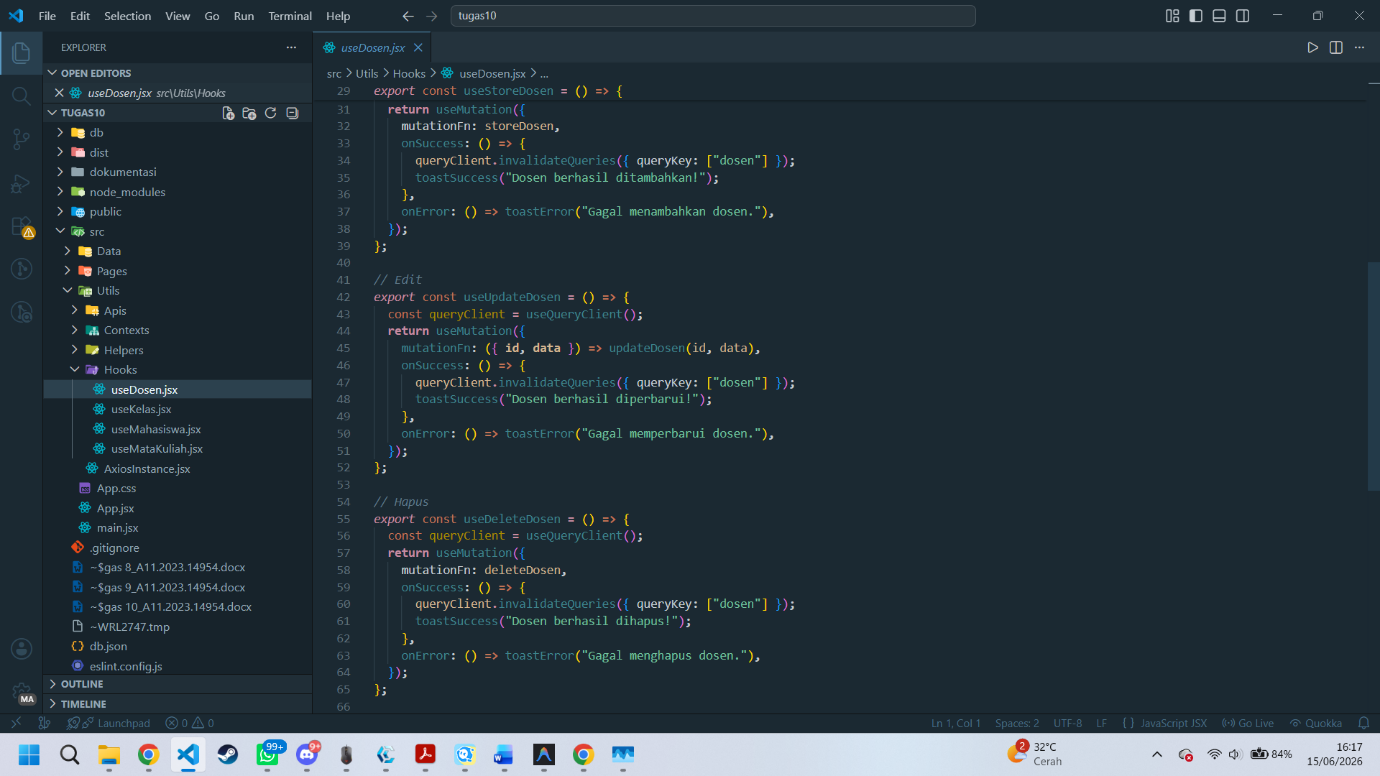 File Edit Selection View Go Run Terminal Help
tugas10
EXPLORER
OPEN EDITORS
useDosen.jsx src\Utils\Hooks
TUGAS10
db
dist
dokumentasi
node_modules
public
src
Data
Pages
Utils
Apis
Contexts
Helpers
Hooks
useDosen.jsx
useKelas.jsx
useMahasiswa.jsx
useMataKuliah.jsx
AxiosInstance.jsx
App.css
App.jsx
main.jsx
.gitignore
~$gas 8_A11.2023.14954.docx
~$gas 9_A11.2023.14954.docx
~$gas 10_A11.2023.14954.docx
~WRL2747.tmp
db.json
eslint.config.js
OUTLINE
TIMELINE
MA
useDosen.jsx
src > Utils > Hooks > useDosen.jsx > ...
29 export const useStoreDosen = () => {
31 return useMutation({
32 mutationFn: storeDosen,
33 onSuccess: () => {
34 queryClient.invalidateQueries({ queryKey: ["dosen"] });
35 toastSuccess("Dosen berhasil ditambahkan!");
36 },
37 onError: () => toastError("Gagal menambahkan dosen."),
38 });
39 };
40
41 // Edit
42 export const useUpdateDosen = () => {
43 const queryClient = useQueryClient();
44 return useMutation({
45 mutationFn: ({ id, data }) => updateDosen(id, data),
46 onSuccess: () => {
47 queryClient.invalidateQueries({ queryKey: ["dosen"] });
48 toastSuccess("Dosen berhasil diperbarui!");
49 },
50 onError: () => toastError("Gagal memperbarui dosen."),
51 });
52 };
53
54 // Hapus
55 export const useDeleteDosen = () => {
56 const queryClient = useQueryClient();
57 return useMutation({
58 mutationFn: deleteDosen,
59 onSuccess: () => {
60 queryClient.invalidateQueries({ queryKey: ["dosen"] });
61 toastSuccess("Dosen berhasil dihapus!");
62 },
63 onError: () => toastError("Gagal menghapus dosen."),
64 });
65 };
66
Launchpad 0 0 Ln 1, Col 1 Spaces: 2 UTF-8 LF {} JavaScript JSX Go Live Quokka
99+ 9+ 2 32°C 84% 16:17
Cerah 15/06/2026